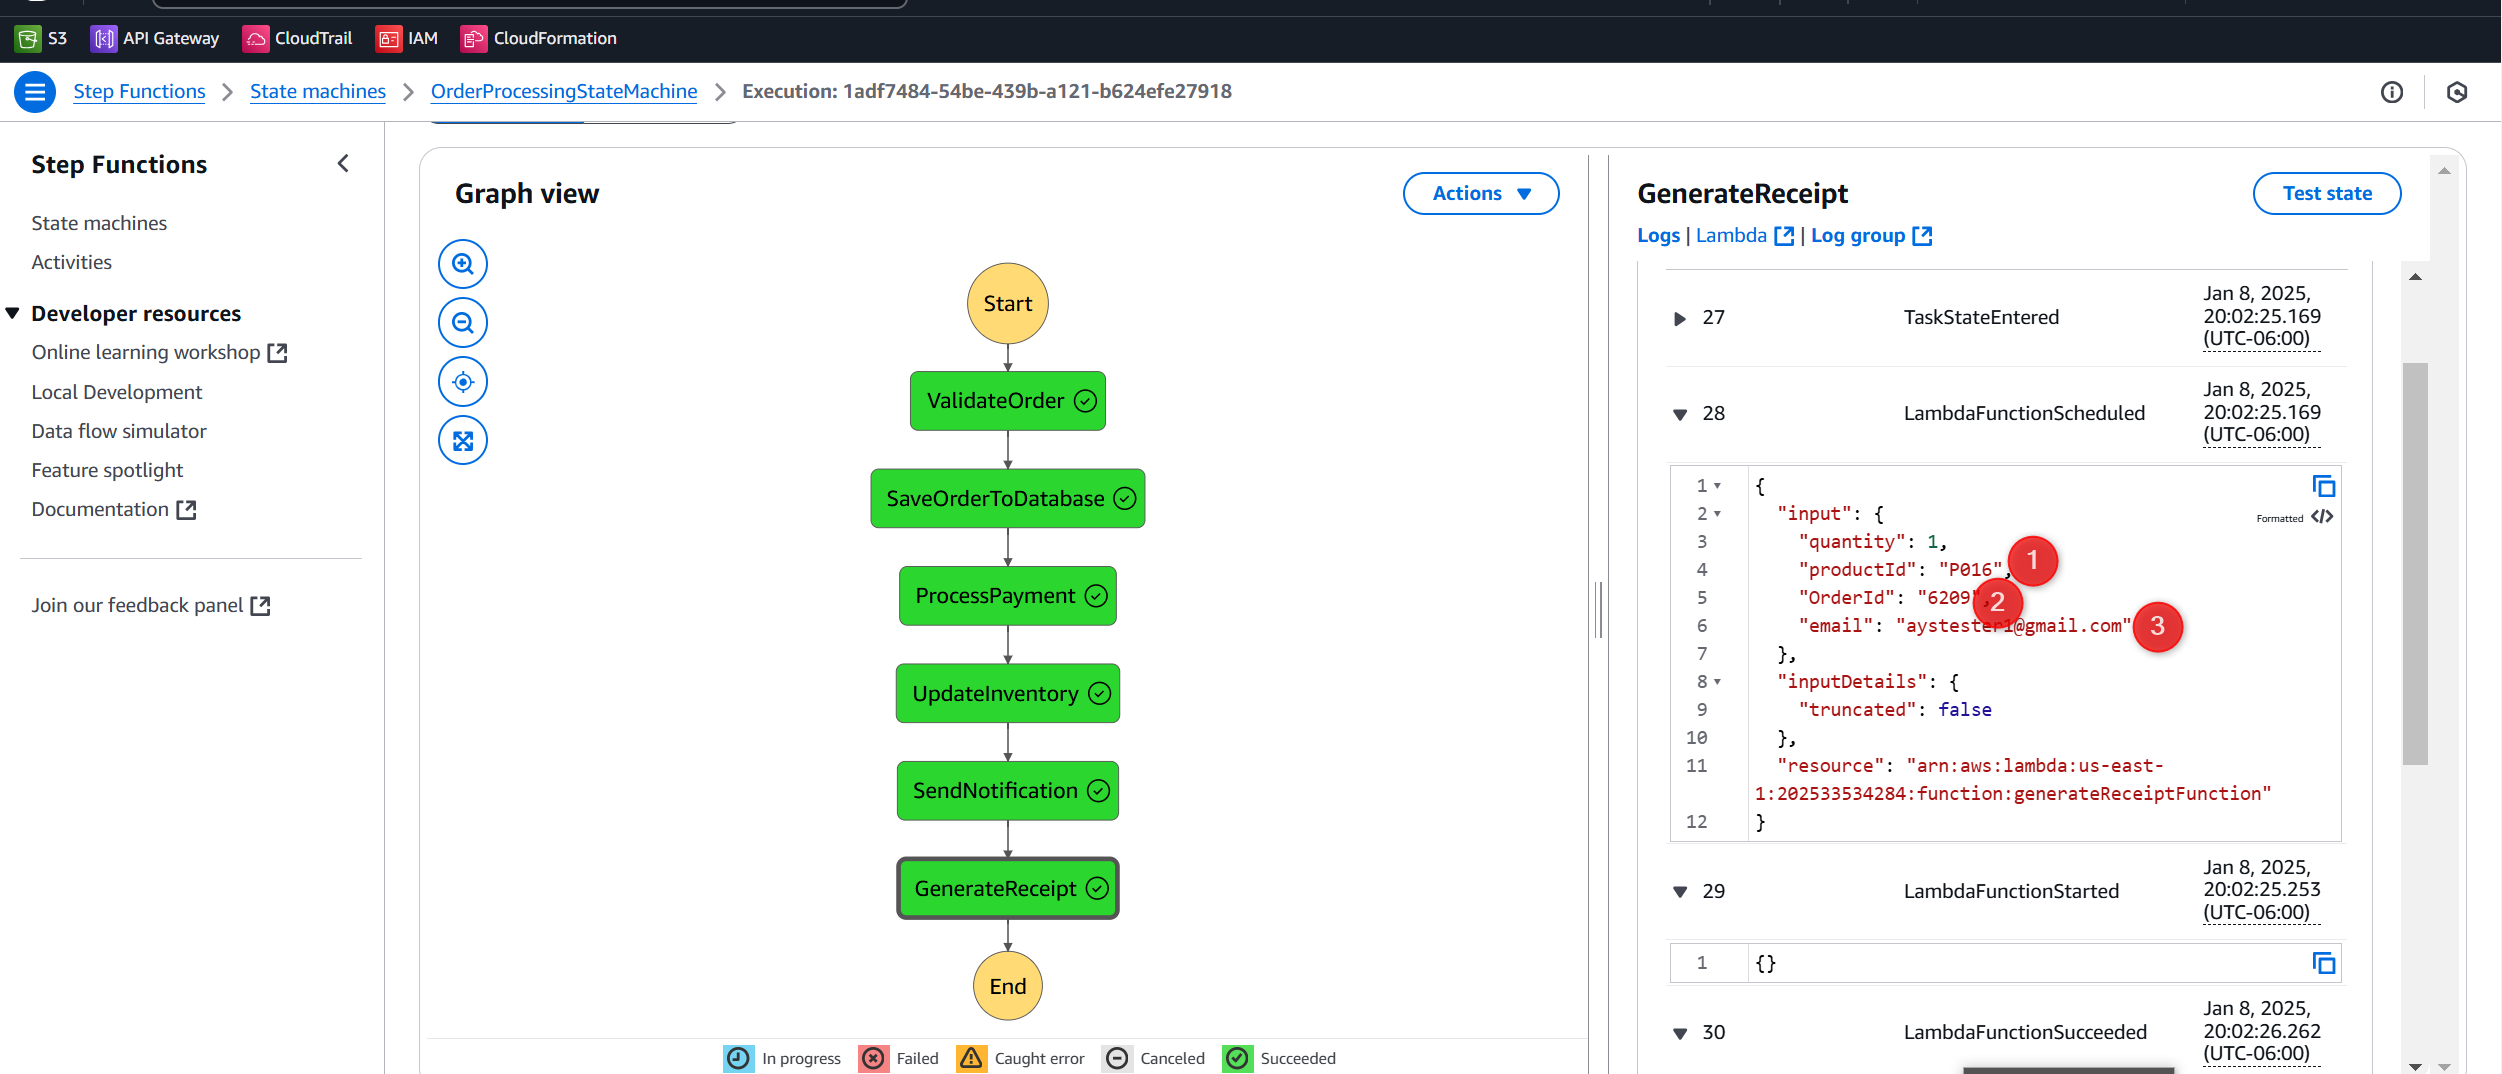 S3 API Gateway CloudTrail IAM CloudFormation
Step Functions State machines OrderProcessingStateMachine Execution: 1adf7484-54be-439b-a121-b624efe27918
Step Functions
State machines
Activities
Developer resources
Online learning workshop
Local Development
Data flow simulator
Feature spotlight
Documentation
Join our feedback panel
Graph view
Actions
Start
ValidateOrder
SaveOrderToDatabase
ProcessPayment
UpdateInventory
SendNotification
GenerateReceipt
End
In progress Failed Caught error Canceled Succeeded
GenerateReceipt
Test state
Logs | Lambda | Log group
27 TaskStateEntered Jan 8, 2025,
20:02:25.169
(UTC-06:00)
28 LambdaFunctionScheduled Jan 8, 2025,
20:02:25.169
(UTC-06:00)
Formatted
1 {
2 "input": {
3 "quantity": 1,
4 "productId": "P016", 1
5 "OrderId": "6209", 2
6 "email": "aystester1@gmail.com" 3
7 },
8 "inputDetails": {
9 "truncated": false
10 },
11 "resource": "arn:aws:lambda:us-east-
1:202533534284:function:generateReceiptFunction"
12 }
29 LambdaFunctionStarted Jan 8, 2025,
20:02:25.253
(UTC-06:00)
1 {}
30 LambdaFunctionSucceeded Jan 8, 2025,
20:02:26.262
(UTC-06:00)